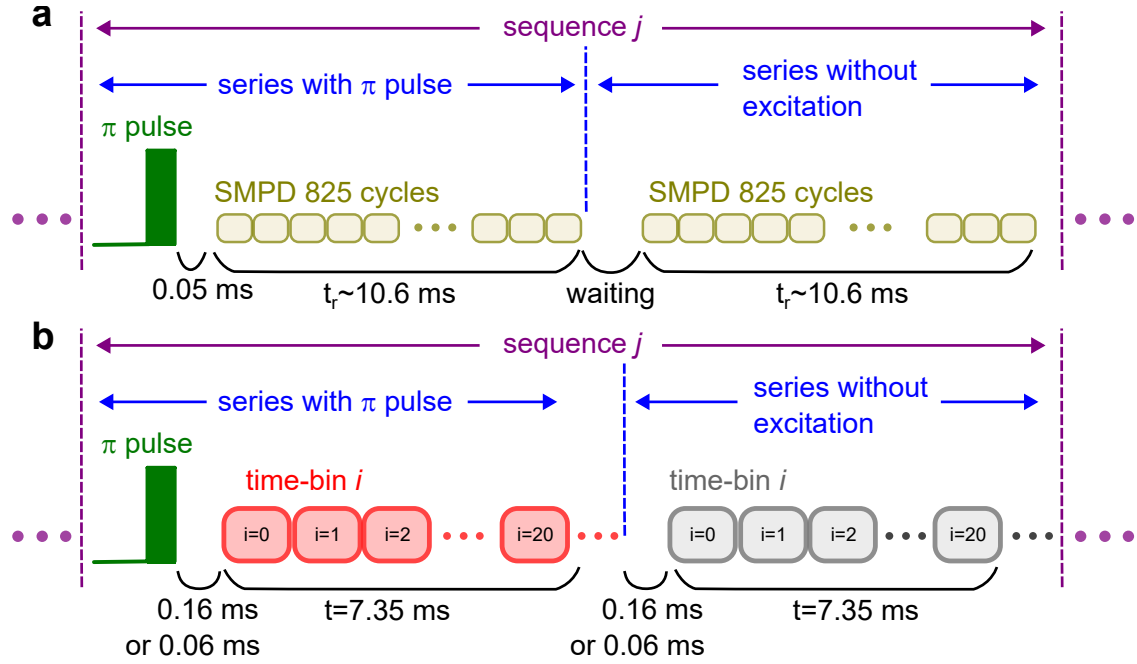 a
sequence j
series with π pulse
series without
excitation
π pulse
SMPD 825 cycles
SMPD 825 cycles
0.05 ms
tr~10.6 ms
waiting
tr~10.6 ms
b
sequence j
series with π pulse
series without
excitation
π pulse
time-bin i
time-bin i
i=0
i=1
i=2
i=20
i=0
i=1
i=2
i=20
0.16 ms
or 0.06 ms
t=7.35 ms
0.16 ms
or 0.06 ms
t=7.35 ms